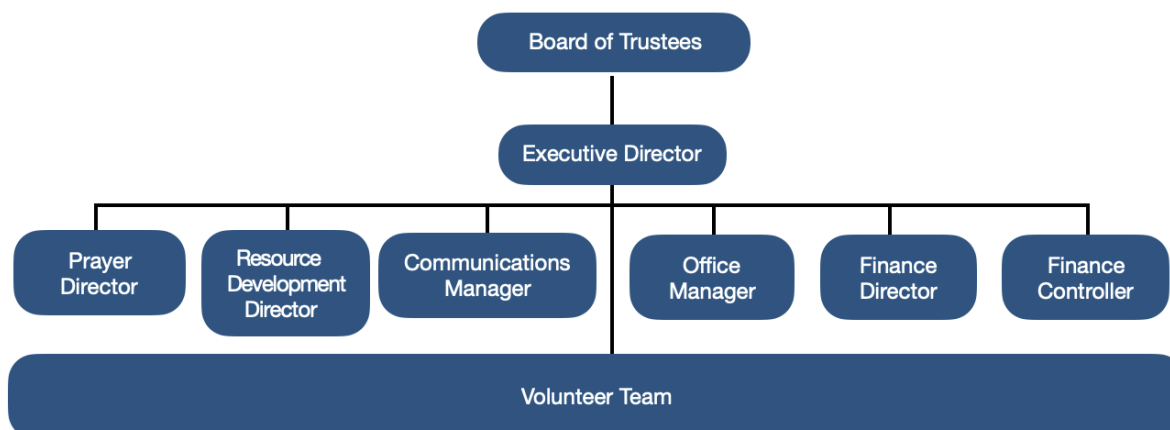 Board of Trustees
Executive Director
Prayer
Director
Resource
Development
Director
Communications
Manager
Office
Manager
Finance
Director
Finance
Controller
Volunteer Team